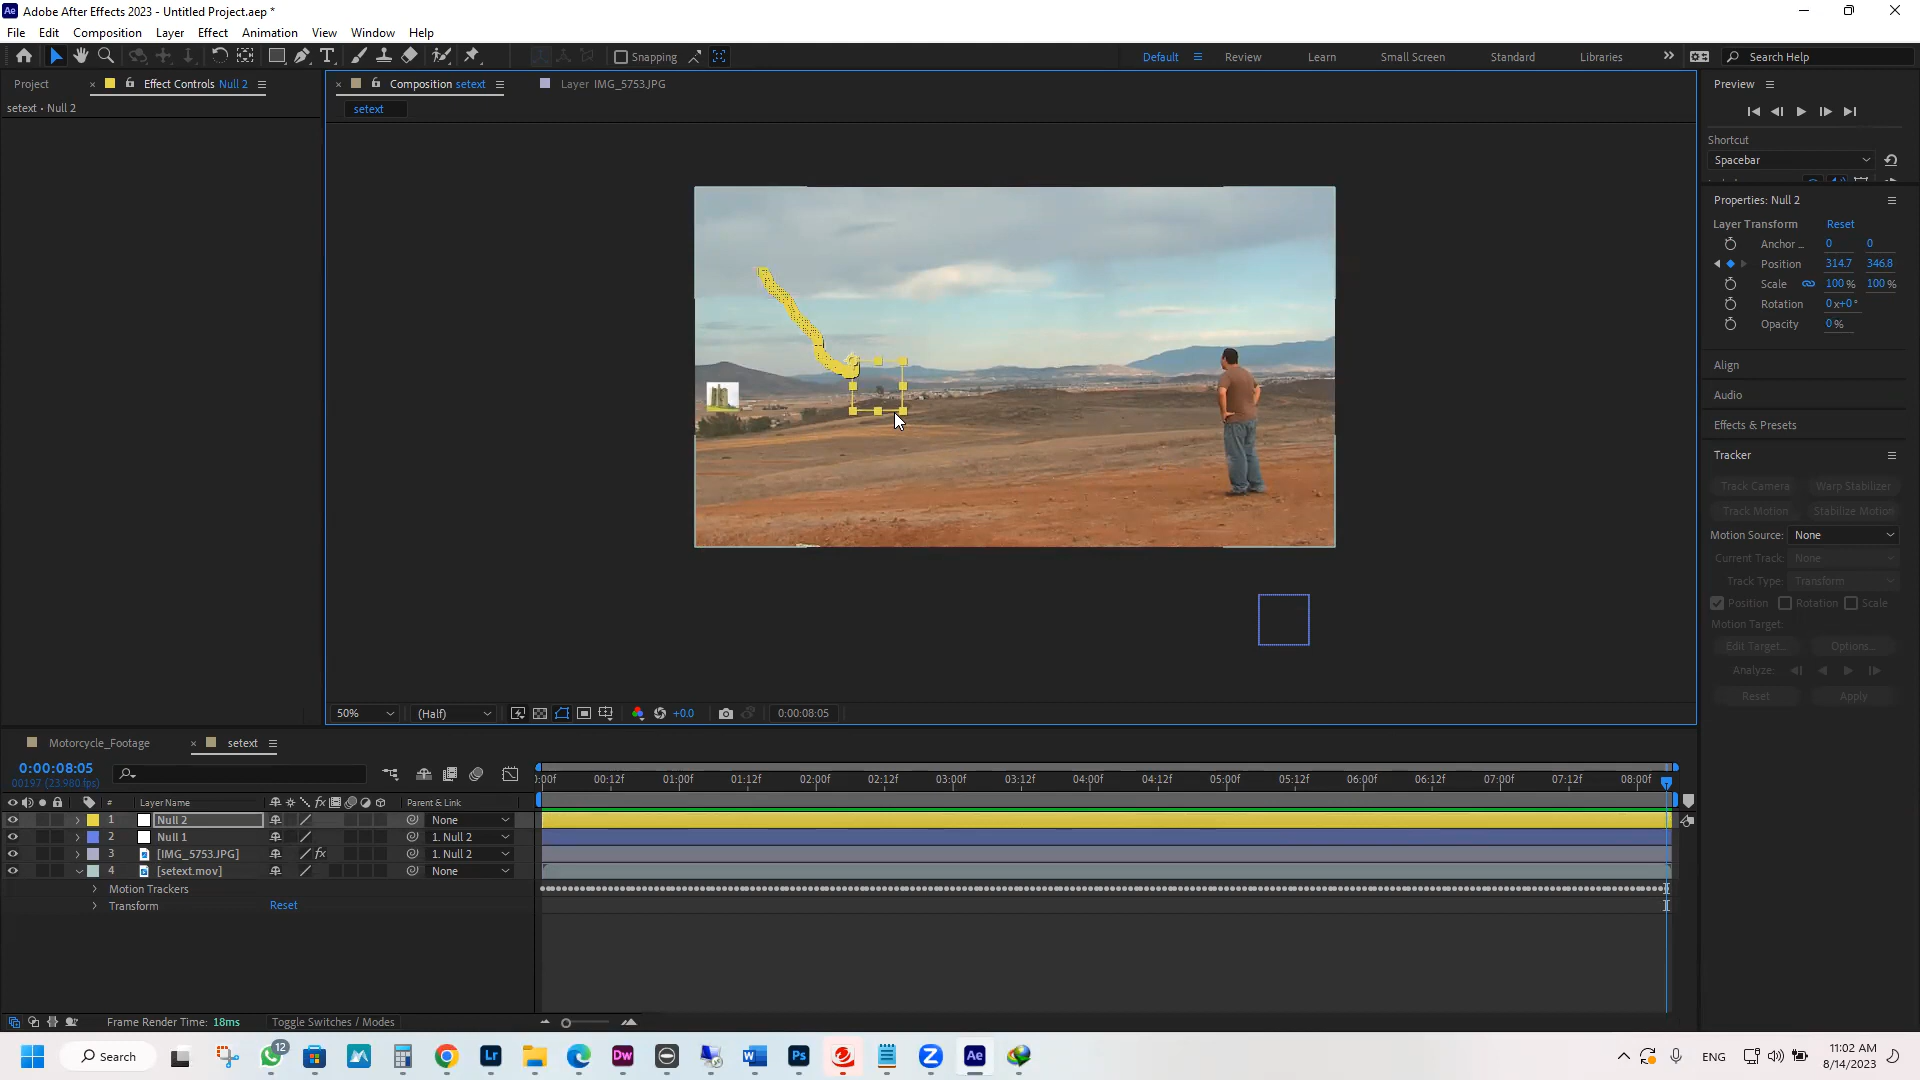 Adobe After Effects 2023 - Untitled Project.aep *
File Edit Composition Layer Effect Animation View Window Help
Snapping
Default Review Learn Small Screen Standard Libraries Search Help
Project Effect Controls Null 2
setext • Null 2
Composition setext
Layer IMG_5753.JPG
setext
50% (Half) +0.0 0:00:08:05
Preview
Shortcut
Spacebar
Properties: Null 2
Layer Transform Reset
Anchor ... 0 0
Position 314.7 346.8
Scale 100 % 100 %
Rotation 0x+0°
Opacity 0 %
Align
Audio
Effects & Presets
Tracker
Track Camera Warp Stabilizer
Track Motion Stabilize Motion
Motion Source: None
Current Track: None
Track Type: Transform
Position Rotation Scale
Motion Target:
Edit Target... Options...
Analyze:
Reset Apply
Motorcycle_Footage setext
0:00:08:05
00197 (23.980 fps)
:00f 00:12f 01:00f 01:12f 02:00f 02:12f 03:00f 03:12f 04:00f 04:12f 05:00f 05:12f 06:00f 06:12f 07:00f 07:12f 08:00f
# Layer Name Parent & Link
1 Null 2 None
2 Null 1 1. Null 2
3 [IMG_5753.JPG] 1. Null 2
4 [setext.mov] None
Motion Trackers
Transform Reset
Frame Render Time: 18ms Toggle Switches / Modes
Search 12 ENG 11:02 AM
8/14/2023